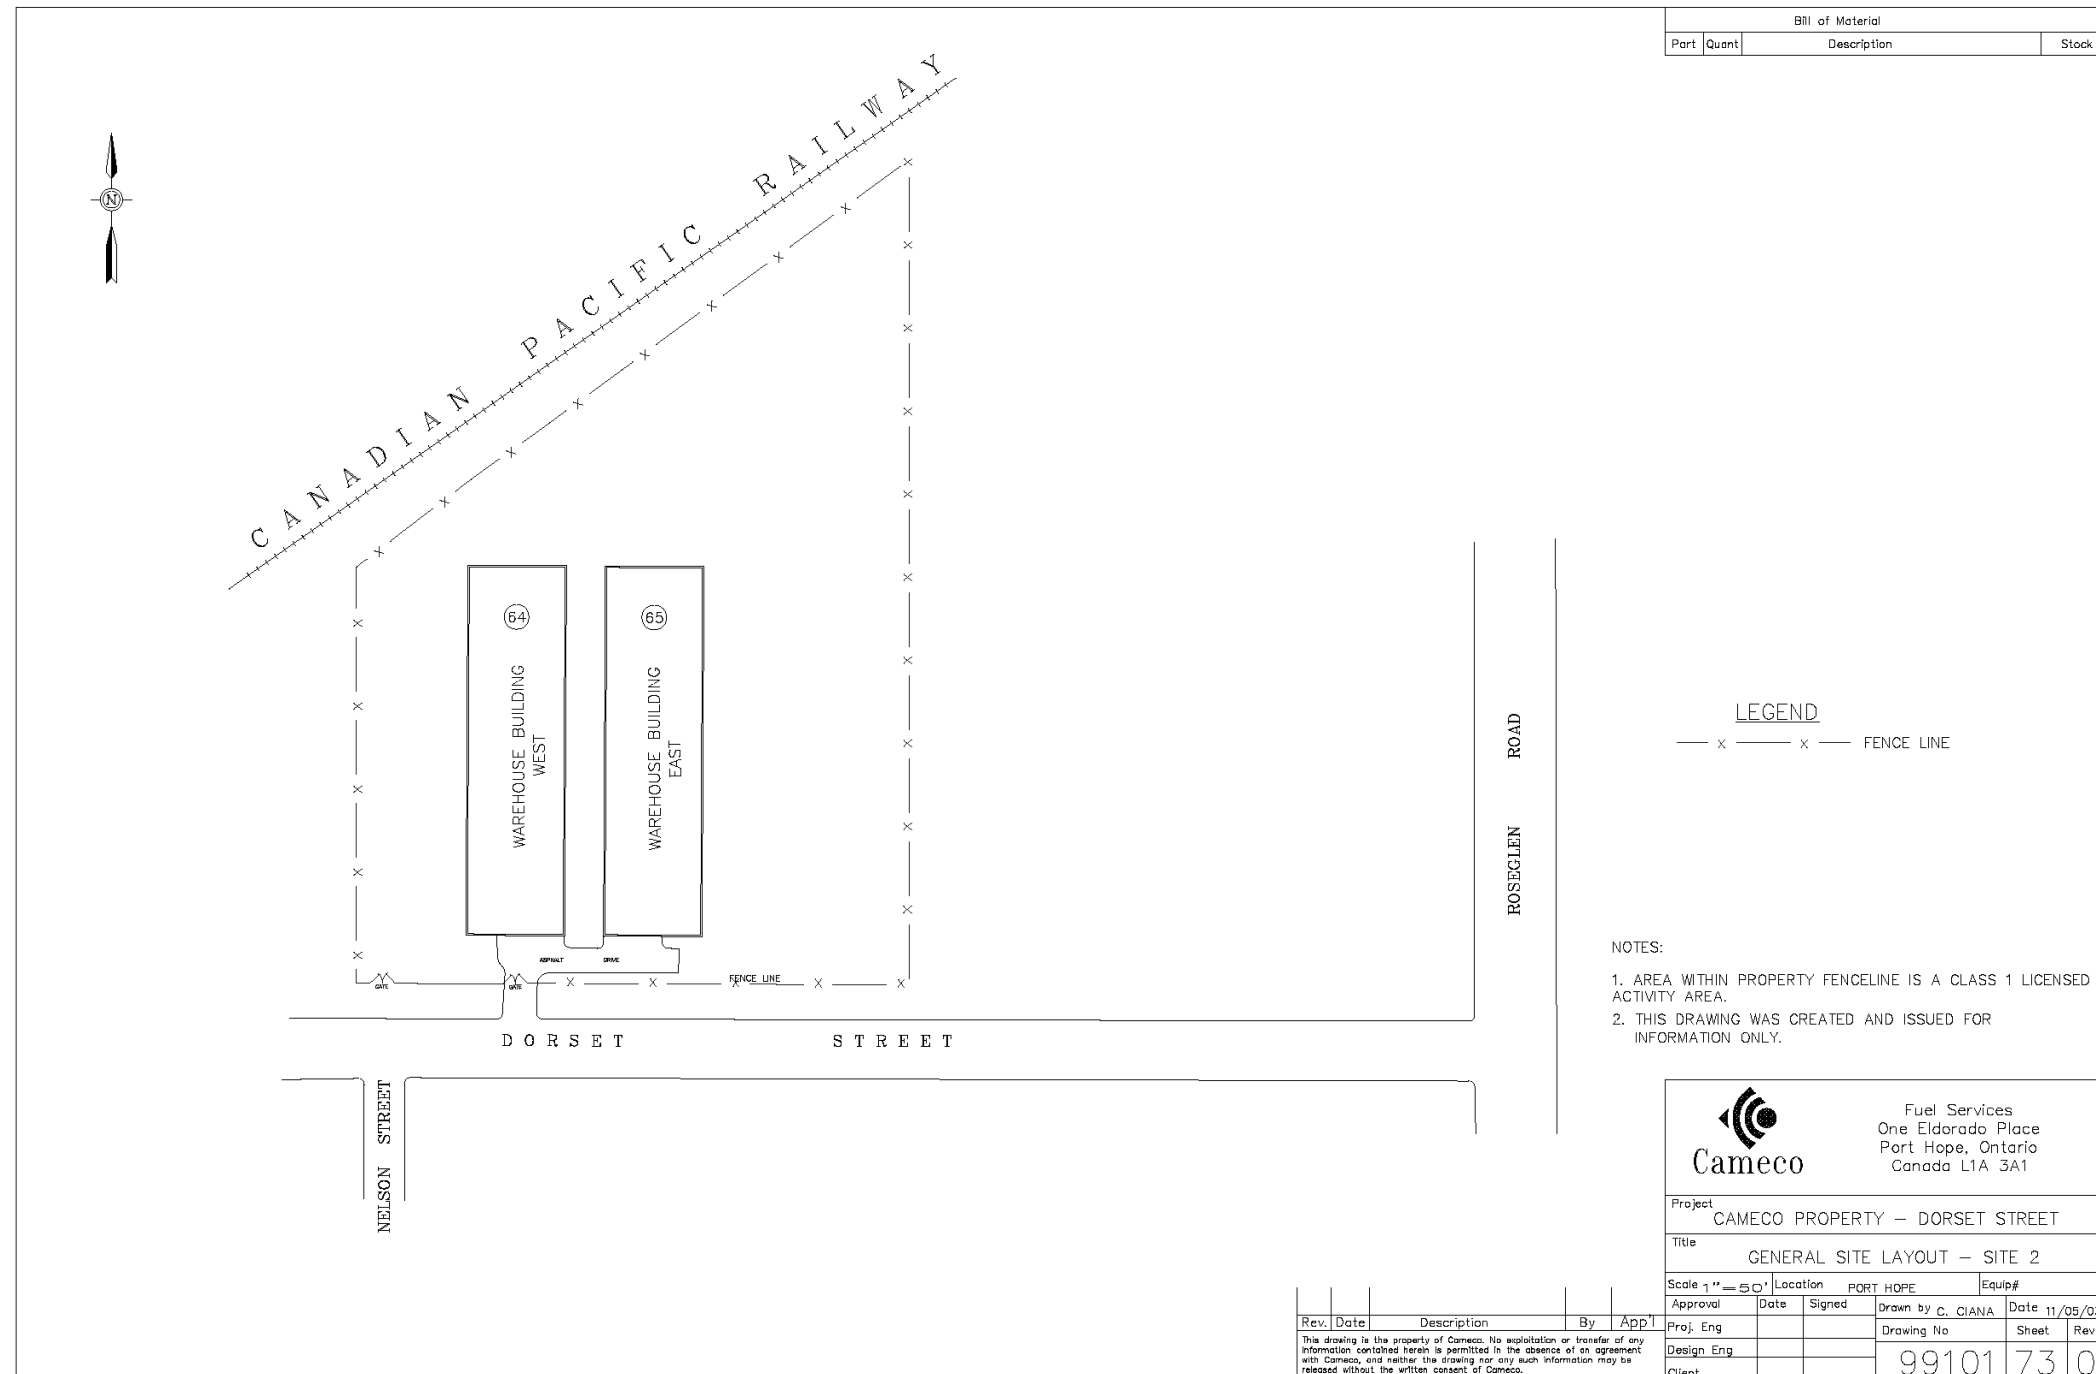 Bill of Material
Part Quant Description Stock
CANADIAN PACIFIC RAILWAY
N
64
WAREHOUSE BUILDING
WEST
65
WAREHOUSE BUILDING
EAST
ROSEGLEN ROAD
LEGEND
x x FENCE LINE
ASPHALT DRIVE
GATE
GATE
FENCE LINE
DORSET STREET
NELSON STREET
NOTES:
1. AREA WITHIN PROPERTY FENCELINE IS A CLASS 1 LICENSED
ACTIVITY AREA.
2. THIS DRAWING WAS CREATED AND ISSUED FOR
INFORMATION ONLY.
Cameco
Fuel Services
One Eldorado Place
Port Hope, Ontario
Canada L1A 3A1
Project
CAMECO PROPERTY – DORSET STREET
Title
GENERAL SITE LAYOUT – SITE 2
Scale 1"=50' Location PORT HOPE Equip#
Approval Date Signed Drawn by C. CIANA Date 11/05/03
Proj. Eng Drawing No Sheet Rev
Design Eng 99101 73 0
Client
Rev. Date Description By App'l
This drawing is the property of Cameco. No exploitation or transfer of any
information contained herein is permitted in the absence of an agreement
with Cameco, and neither the drawing nor any such information may be
released without the written consent of Cameco.